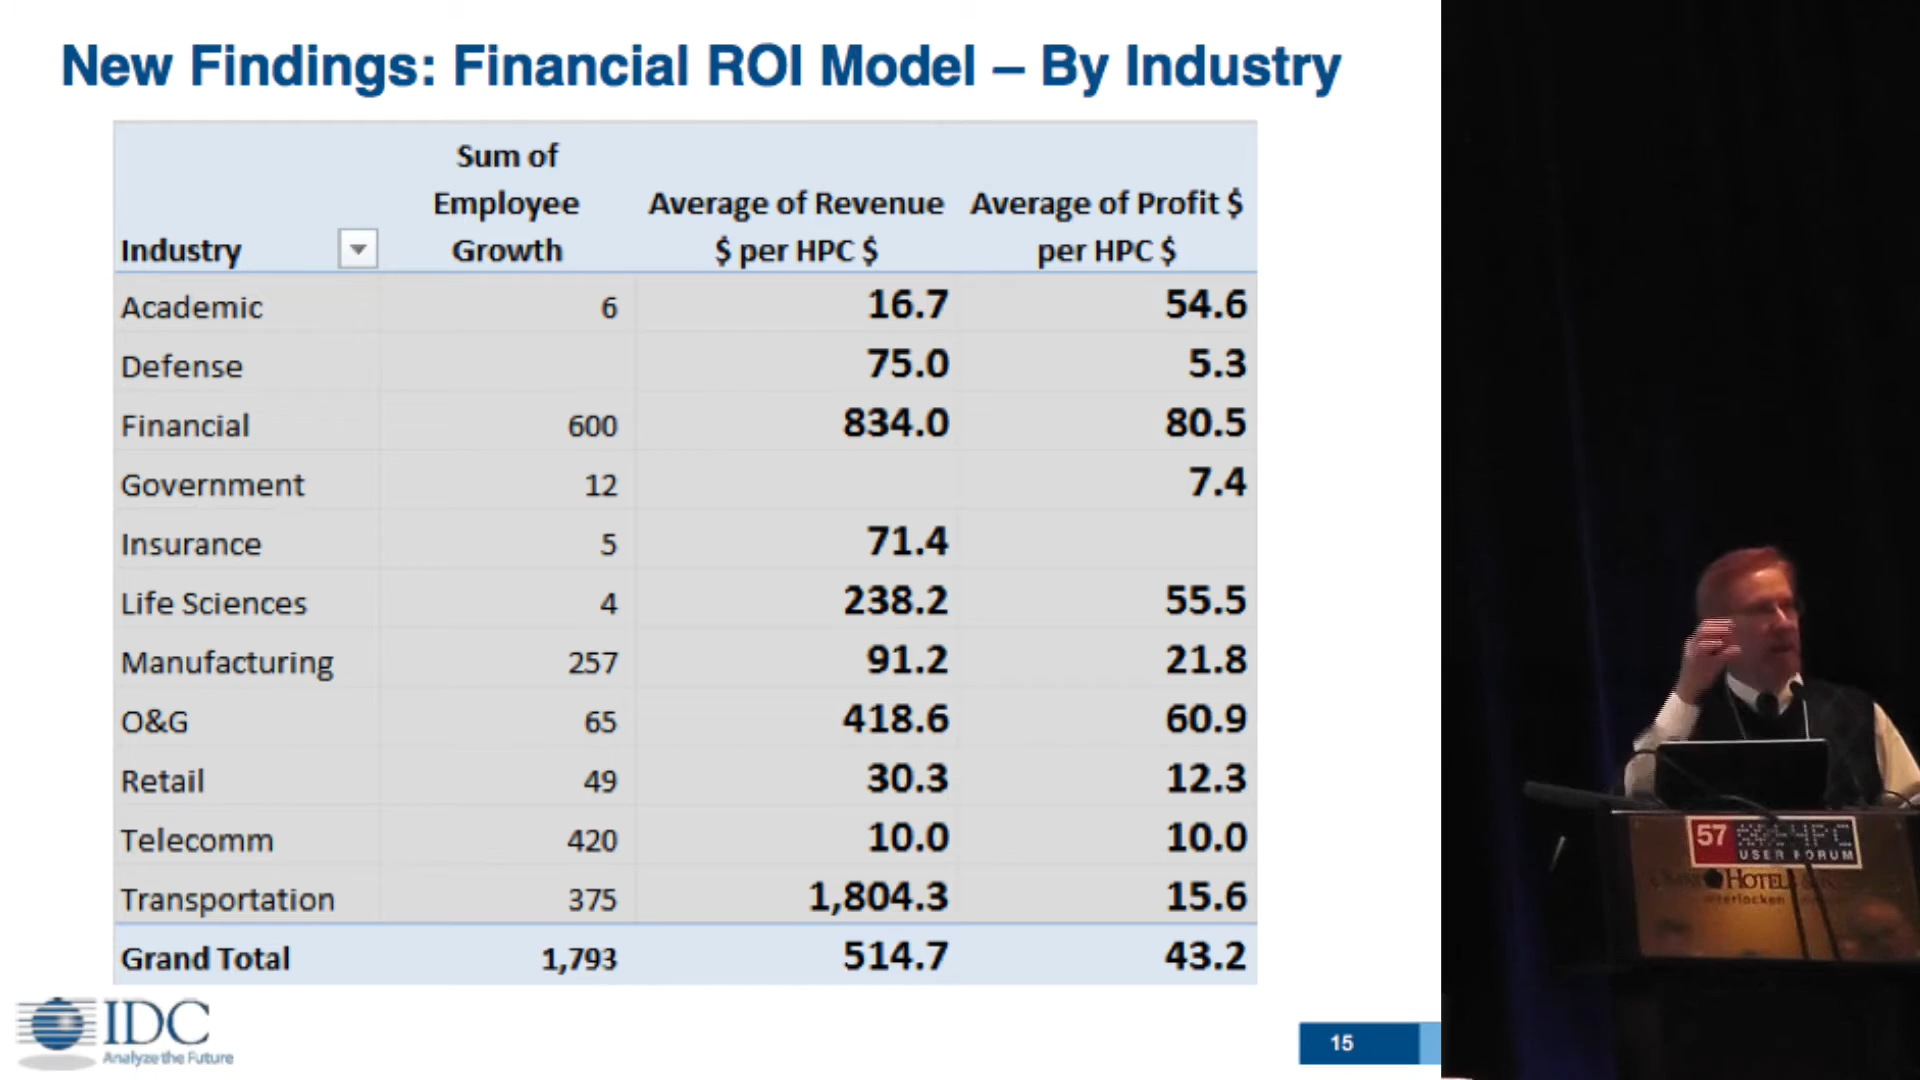 New Findings: Financial ROI Model – By Industry
Industry Sum of Employee Growth Average of Revenue $ per HPC $ Average of Profit $ per HPC $
Academic 6 16.7 54.6
Defense 75.0 5.3
Financial 600 834.0 80.5
Government 12 7.4
Insurance 5 71.4
Life Sciences 4 238.2 55.5
Manufacturing 257 91.2 21.8
O&G 65 418.6 60.9
Retail 49 30.3 12.3
Telecomm 420 10.0 10.0
Transportation 375 1,804.3 15.6
Grand Total 1,793 514.7 43.2
IDC
Analyze the Future
15
57 HPC
USER FORUM
HOTELS